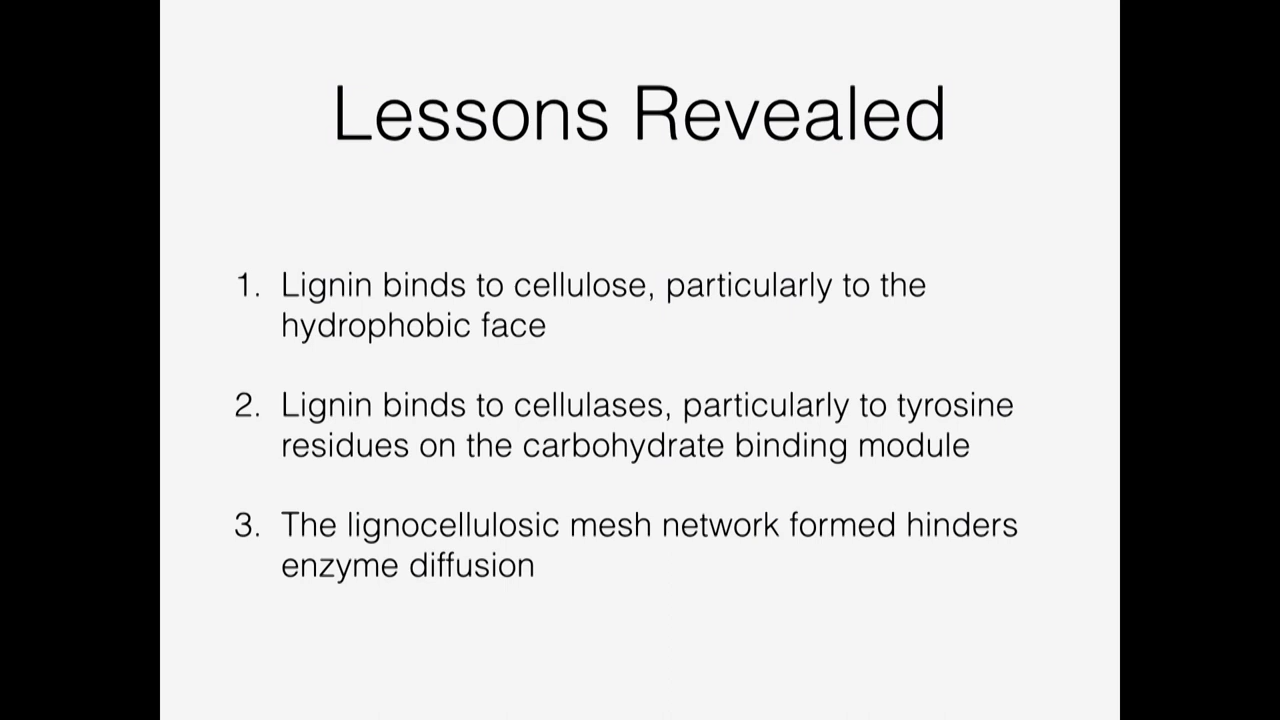 Lessons Revealed
1. Lignin binds to cellulose, particularly to the
hydrophobic face
2. Lignin binds to cellulases, particularly to tyrosine
residues on the carbohydrate binding module
3. The lignocellulosic mesh network formed hinders
enzyme diffusion